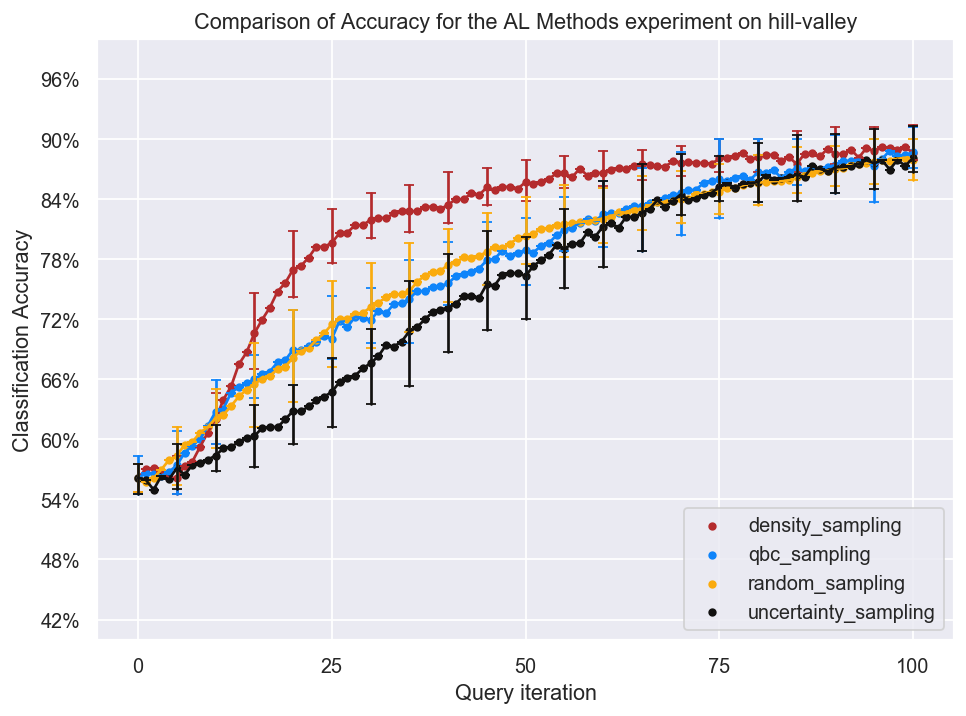 Comparison of Accuracy for the AL Methods experiment on hill-valley
Classification Accuracy
96%
90%
84%
78%
72%
66%
60%
54%
48%
42%
density_sampling
qbc_sampling
random_sampling
uncertainty_sampling
0 25 50 75 100
Query iteration